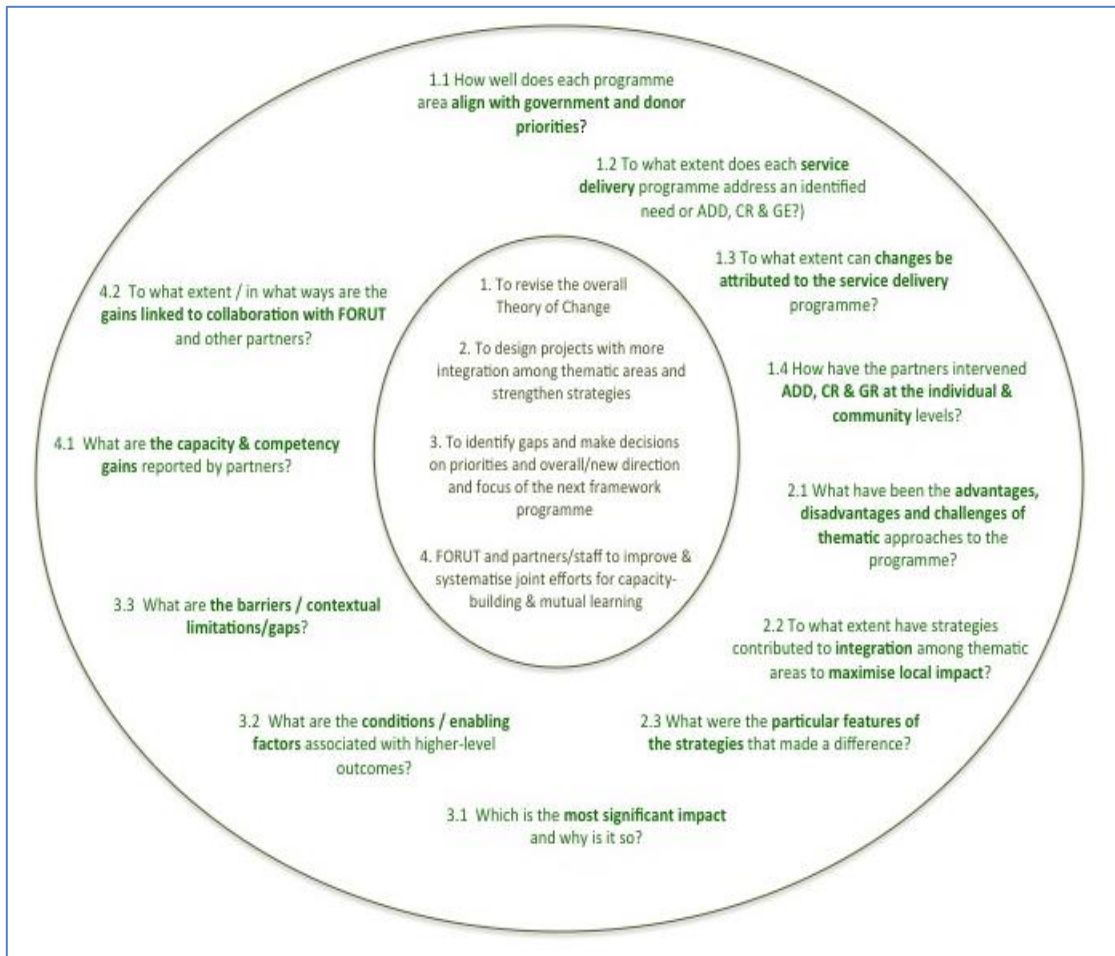 1.1 How well does each programme
area align with government and donor
priorities?
1.2 To what extent does each service
delivery programme address an identified
need or ADD, CR & GE?)
1.3 To what extent can changes be
attributed to the service delivery
programme?
1.4 How have the partners intervened
ADD, CR & GR at the individual &
community levels?
2.1 What have been the advantages,
disadvantages and challenges of
thematic approaches to the
programme?
2.2 To what extent have strategies
contributed to integration among thematic
areas to maximise local impact?
2.3 What were the particular features of
the strategies that made a difference?
3.1 Which is the most significant impact
and why is it so?
3.2 What are the conditions / enabling
factors associated with higher-level
outcomes?
3.3 What are the barriers / contextual
limitations/gaps?
4.1 What are the capacity & competency
gains reported by partners?
4.2 To what extent / in what ways are the
gains linked to collaboration with FORUT
and other partners?
1. To revise the overall
Theory of Change
2. To design projects with more
integration among thematic areas and
strengthen strategies
3. To identify gaps and make decisions
on priorities and overall/new direction
and focus of the next framework
programme
4. FORUT and partners/staff to improve &
systematise joint efforts for capacity-
building & mutual learning